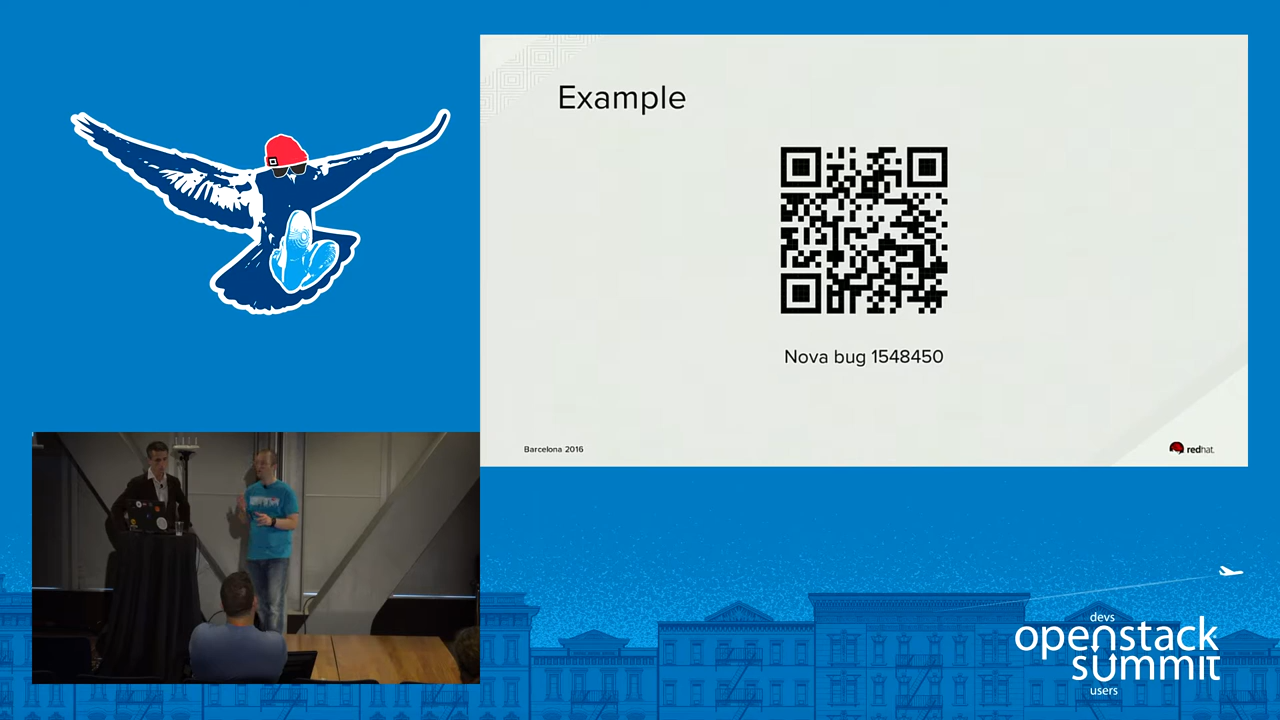 Example
Nova bug 1548450
Barcelona 2016
redhat.
devs
openstack
summit
users